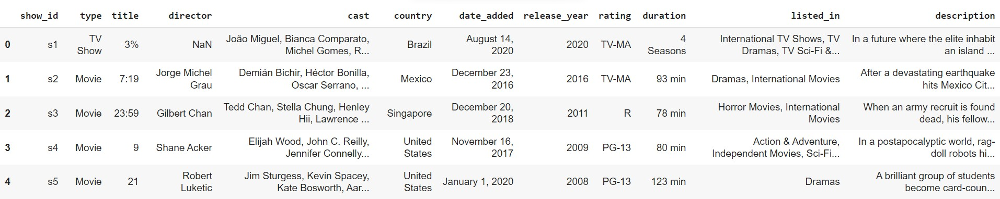 show_id type title director cast country date_added release_year rating duration listed_in description
0 s1 TV Show 3% NaN João Miguel, Bianca Comparato, Michel Gomes, R... Brazil August 14, 2020 2020 TV-MA 4 Seasons International TV Shows, TV Dramas, TV Sci-Fi &... In a future where the elite inhabit an island ...
1 s2 Movie 7:19 Jorge Michel Grau Demián Bichir, Héctor Bonilla, Oscar Serrano, ... Mexico December 23, 2016 2016 TV-MA 93 min Dramas, International Movies After a devastating earthquake hits Mexico Cit...
2 s3 Movie 23:59 Gilbert Chan Tedd Chan, Stella Chung, Henley Hii, Lawrence ... Singapore December 20, 2018 2011 R 78 min Horror Movies, International Movies When an army recruit is found dead, his fellow...
3 s4 Movie 9 Shane Acker Elijah Wood, John C. Reilly, Jennifer Connelly... United States November 16, 2017 2009 PG-13 80 min Action & Adventure, Independent Movies, Sci-Fi... In a postapocalyptic world, rag-doll robots hi...
4 s5 Movie 21 Robert Luketic Jim Sturgess, Kevin Spacey, Kate Bosworth, Aar... United States January 1, 2020 2008 PG-13 123 min Dramas A brilliant group of students become card-coun...